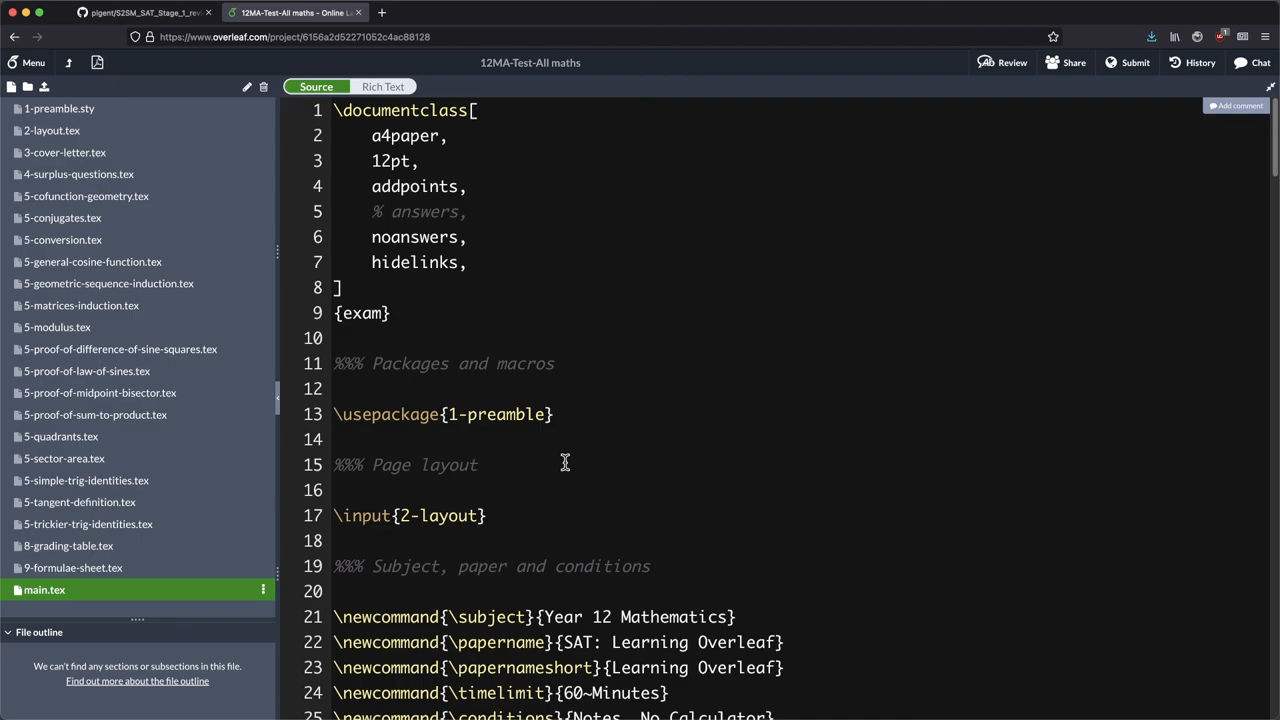 plgent/S2SM_SAT_Stage_1_rev
12MA-Test-All maths - Online L
https://www.overleaf.com/project/6156a2d52271052c4ac88128
Menu
12MA-Test-All maths
Review
Share
Submit
History
Chat
Source
Rich Text
1-preamble.sty
2-layout.tex
3-cover-letter.tex
4-surplus-questions.tex
5-cofunction-geometry.tex
5-conjugates.tex
5-conversion.tex
5-general-cosine-function.tex
5-geometric-sequence-induction.tex
5-matrices-induction.tex
5-modulus.tex
5-proof-of-difference-of-sine-squares.tex
5-proof-of-law-of-sines.tex
5-proof-of-midpoint-bisector.tex
5-proof-of-sum-to-product.tex
5-quadrants.tex
5-sector-area.tex
5-simple-trig-identities.tex
5-tangent-definition.tex
5-trickier-trig-identities.tex
8-grading-table.tex
9-formulae-sheet.tex
main.tex
File outline
We can't find any sections or subsections in this file.
Find out more about the file outline
Add comment
1 \documentclass[
2 a4paper,
3 12pt,
4 addpoints,
5 % answers,
6 noanswers,
7 hidelinks,
8 ]
9 {exam}
10
11 %%% Packages and macros
12
13 \usepackage{1-preamble}
14
15 %%% Page layout
16
17 \input{2-layout}
18
19 %%% Subject, paper and conditions
20
21 \newcommand{\subject}{Year 12 Mathematics}
22 \newcommand{\papername}{SAT: Learning Overleaf}
23 \newcommand{\papernameshort}{Learning Overleaf}
24 \newcommand{\timelimit}{60~Minutes}
25 \newcommand{\conditions}{Notes, No Calculator}